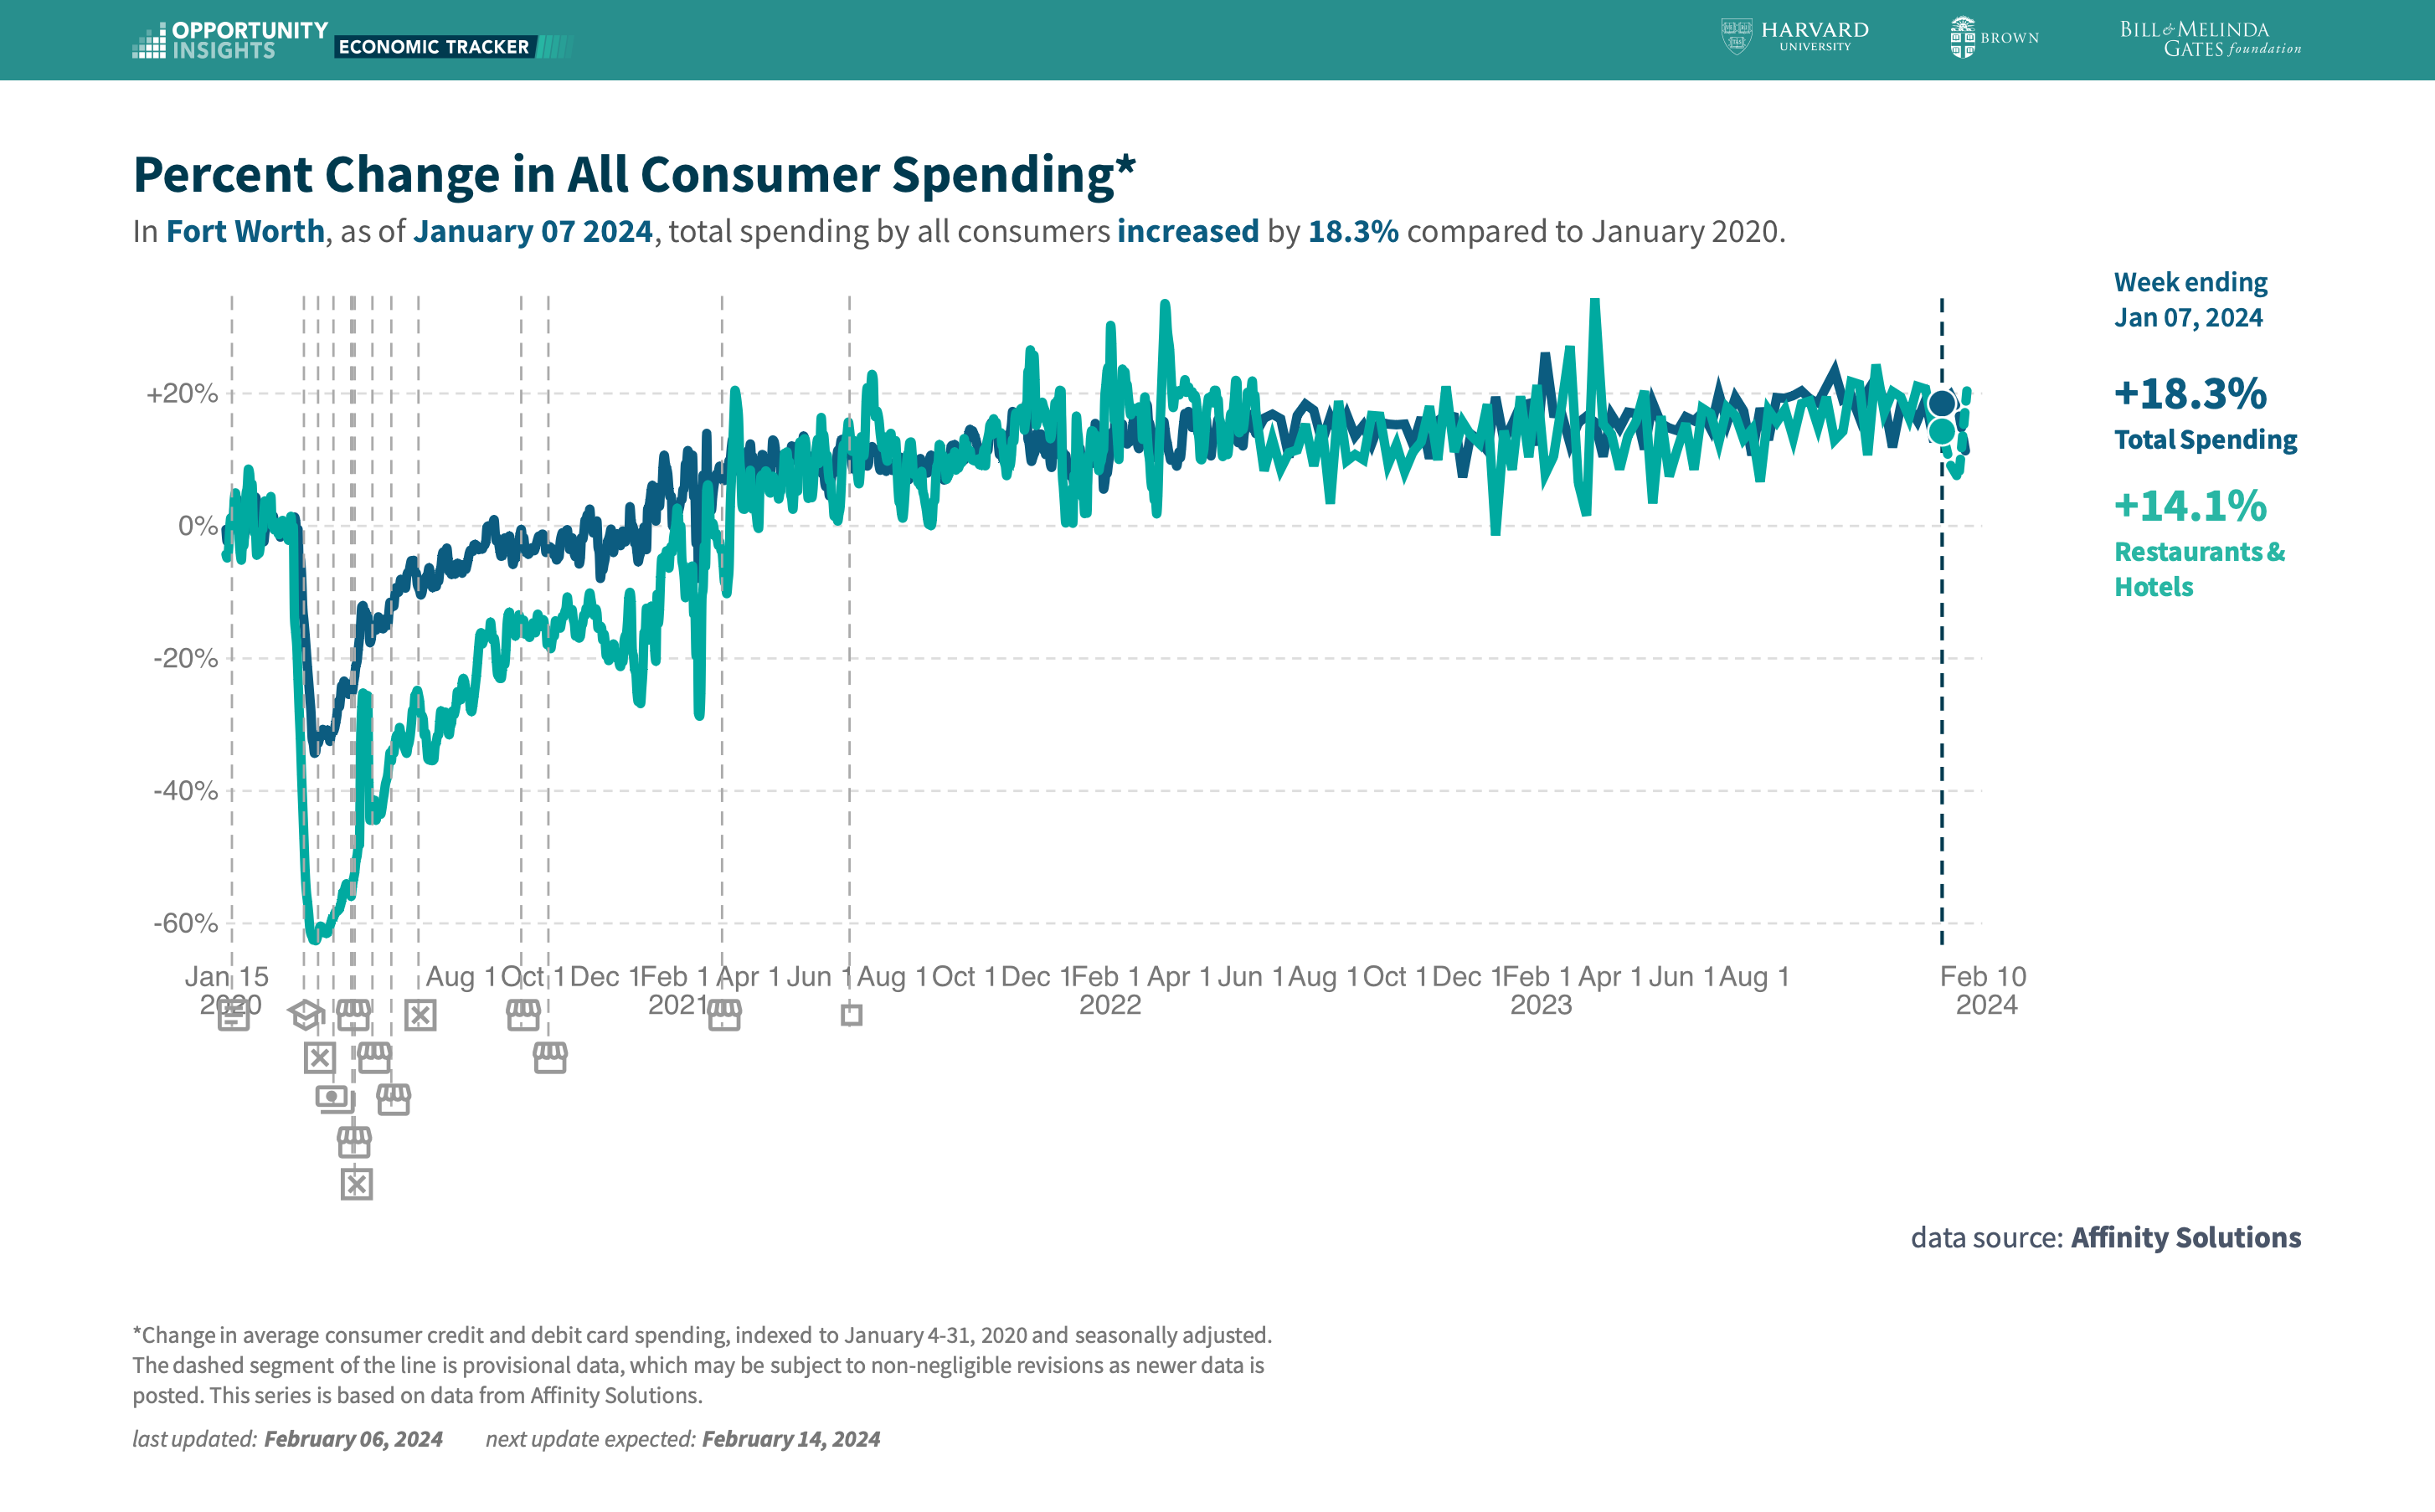 OPPORTUNITY
INSIGHTS
ECONOMIC TRACKER
HARVARD
UNIVERSITY
BROWN
BILL & MELINDA
GATES foundation
Percent Change in All Consumer Spending*
In Fort Worth, as of January 07 2024, total spending by all consumers increased by 18.3% compared to January 2020.
Week ending
Jan 07, 2024
+18.3%
Total Spending
+14.1%
Restaurants &
Hotels
+20%
0%
-20%
-40%
-60%
Jan 15 Aug 1 Oct 1 Dec 1 Feb 1 Apr 1 Jun 1 Aug 1 Oct 1 Dec 1 Feb 1 Apr 1 Jun 1 Aug 1 Oct 1 Dec 1 Feb 1 Apr 1 Jun 1 Aug 1 Feb 10
2020 2021 2022 2023 2024
data source: Affinity Solutions
*Change in average consumer credit and debit card spending, indexed to January 4-31, 2020 and seasonally adjusted.
The dashed segment of the line is provisional data, which may be subject to non-negligible revisions as newer data is
posted. This series is based on data from Affinity Solutions.
last updated: February 06, 2024 next update expected: February 14, 2024